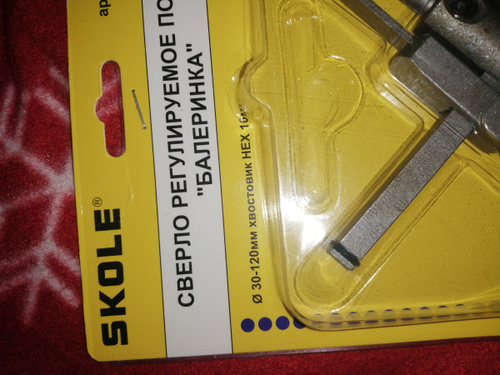 SKOLE®
СВЕРЛО РЕГУЛИРУЕМОЕ ПО
"БАЛЕРИНКА"
Ø 30-120мм хвостовик HEX